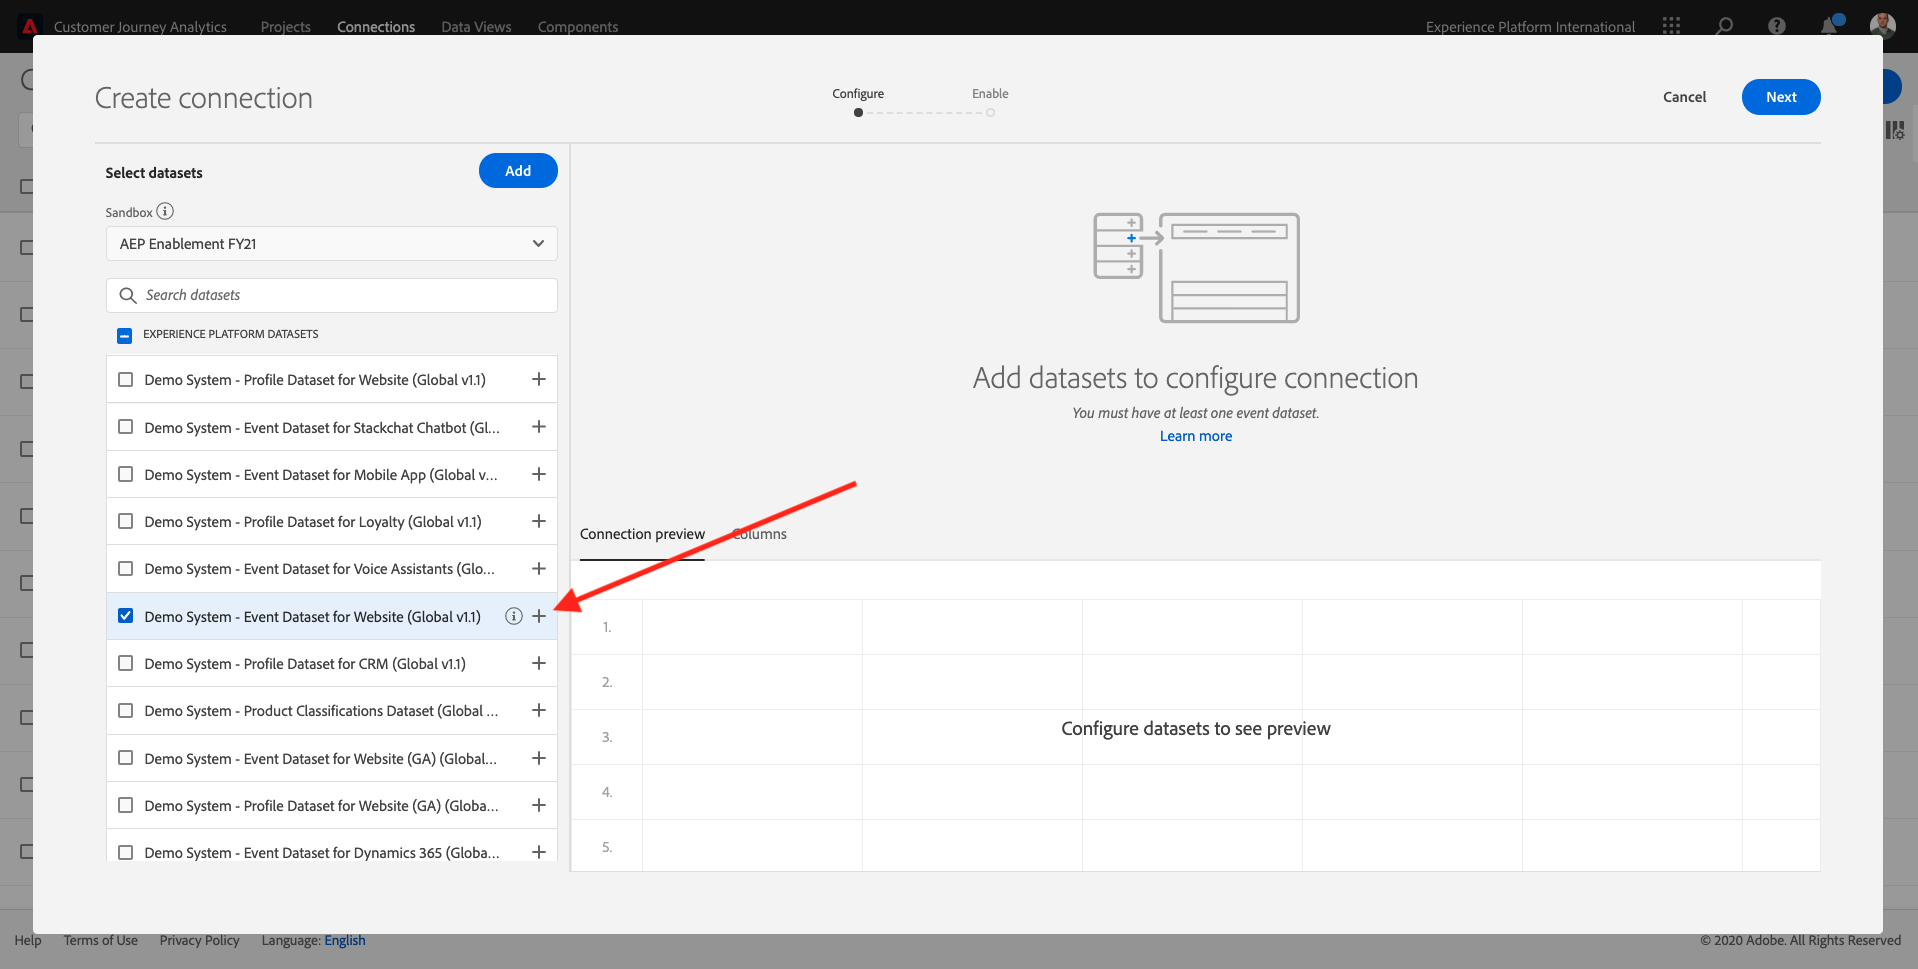 Customer Journey Analytics Projects Connections Data Views Components Experience Platform International
Create connection
Configure Enable
Cancel Next
Select datasets Add
Sandbox
AEP Enablement FY21
Search datasets
EXPERIENCE PLATFORM DATASETS
Demo System - Profile Dataset for Website (Global v1.1)
Demo System - Event Dataset for Stackchat Chatbot (Gl...
Demo System - Event Dataset for Mobile App (Global v...
Demo System - Profile Dataset for Loyalty (Global v1.1)
Demo System - Event Dataset for Voice Assistants (Glo...
Demo System - Event Dataset for Website (Global v1.1)
Demo System - Profile Dataset for CRM (Global v1.1)
Demo System - Product Classifications Dataset (Global ...
Demo System - Event Dataset for Website (GA) (Global...
Demo System - Profile Dataset for Website (GA) (Globa...
Demo System - Event Dataset for Dynamics 365 (Globa...
Add datasets to configure connection
You must have at least one event dataset.
Learn more
Connection preview Columns
1.
2.
3.
4.
5.
Configure datasets to see preview
Help Terms of Use Privacy Policy Language: English
© 2020 Adobe. All Rights Reserved